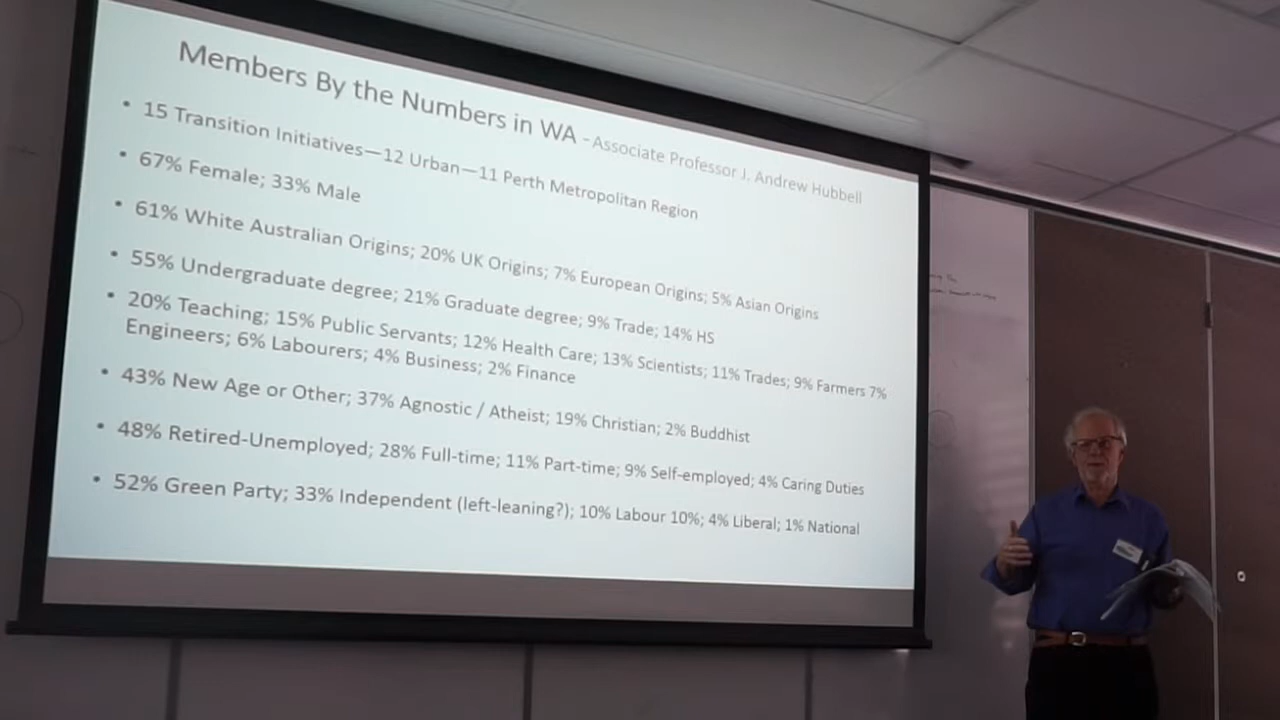 Members By the Numbers in WA - Associate Professor J. Andrew Hubbell
• 15 Transition Initiatives—12 Urban—11 Perth Metropolitan Region
• 67% Female; 33% Male
• 61% White Australian Origins; 20% UK Origins; 7% European Origins; 5% Asian Origins
• 55% Undergraduate degree; 21% Graduate degree; 9% Trade; 14% HS
• 20% Teaching; 15% Public Servants; 12% Health Care; 13% Scientists; 11% Trades; 9% Farmers 7%
Engineers; 6% Labourers; 4% Business; 2% Finance
• 43% New Age or Other; 37% Agnostic / Atheist; 19% Christian; 2% Buddhist
• 48% Retired-Unemployed; 28% Full-time; 11% Part-time; 9% Self-employed; 4% Caring Duties
• 52% Green Party; 33% Independent (left-leaning?); 10% Labour 10%; 4% Liberal; 1% National